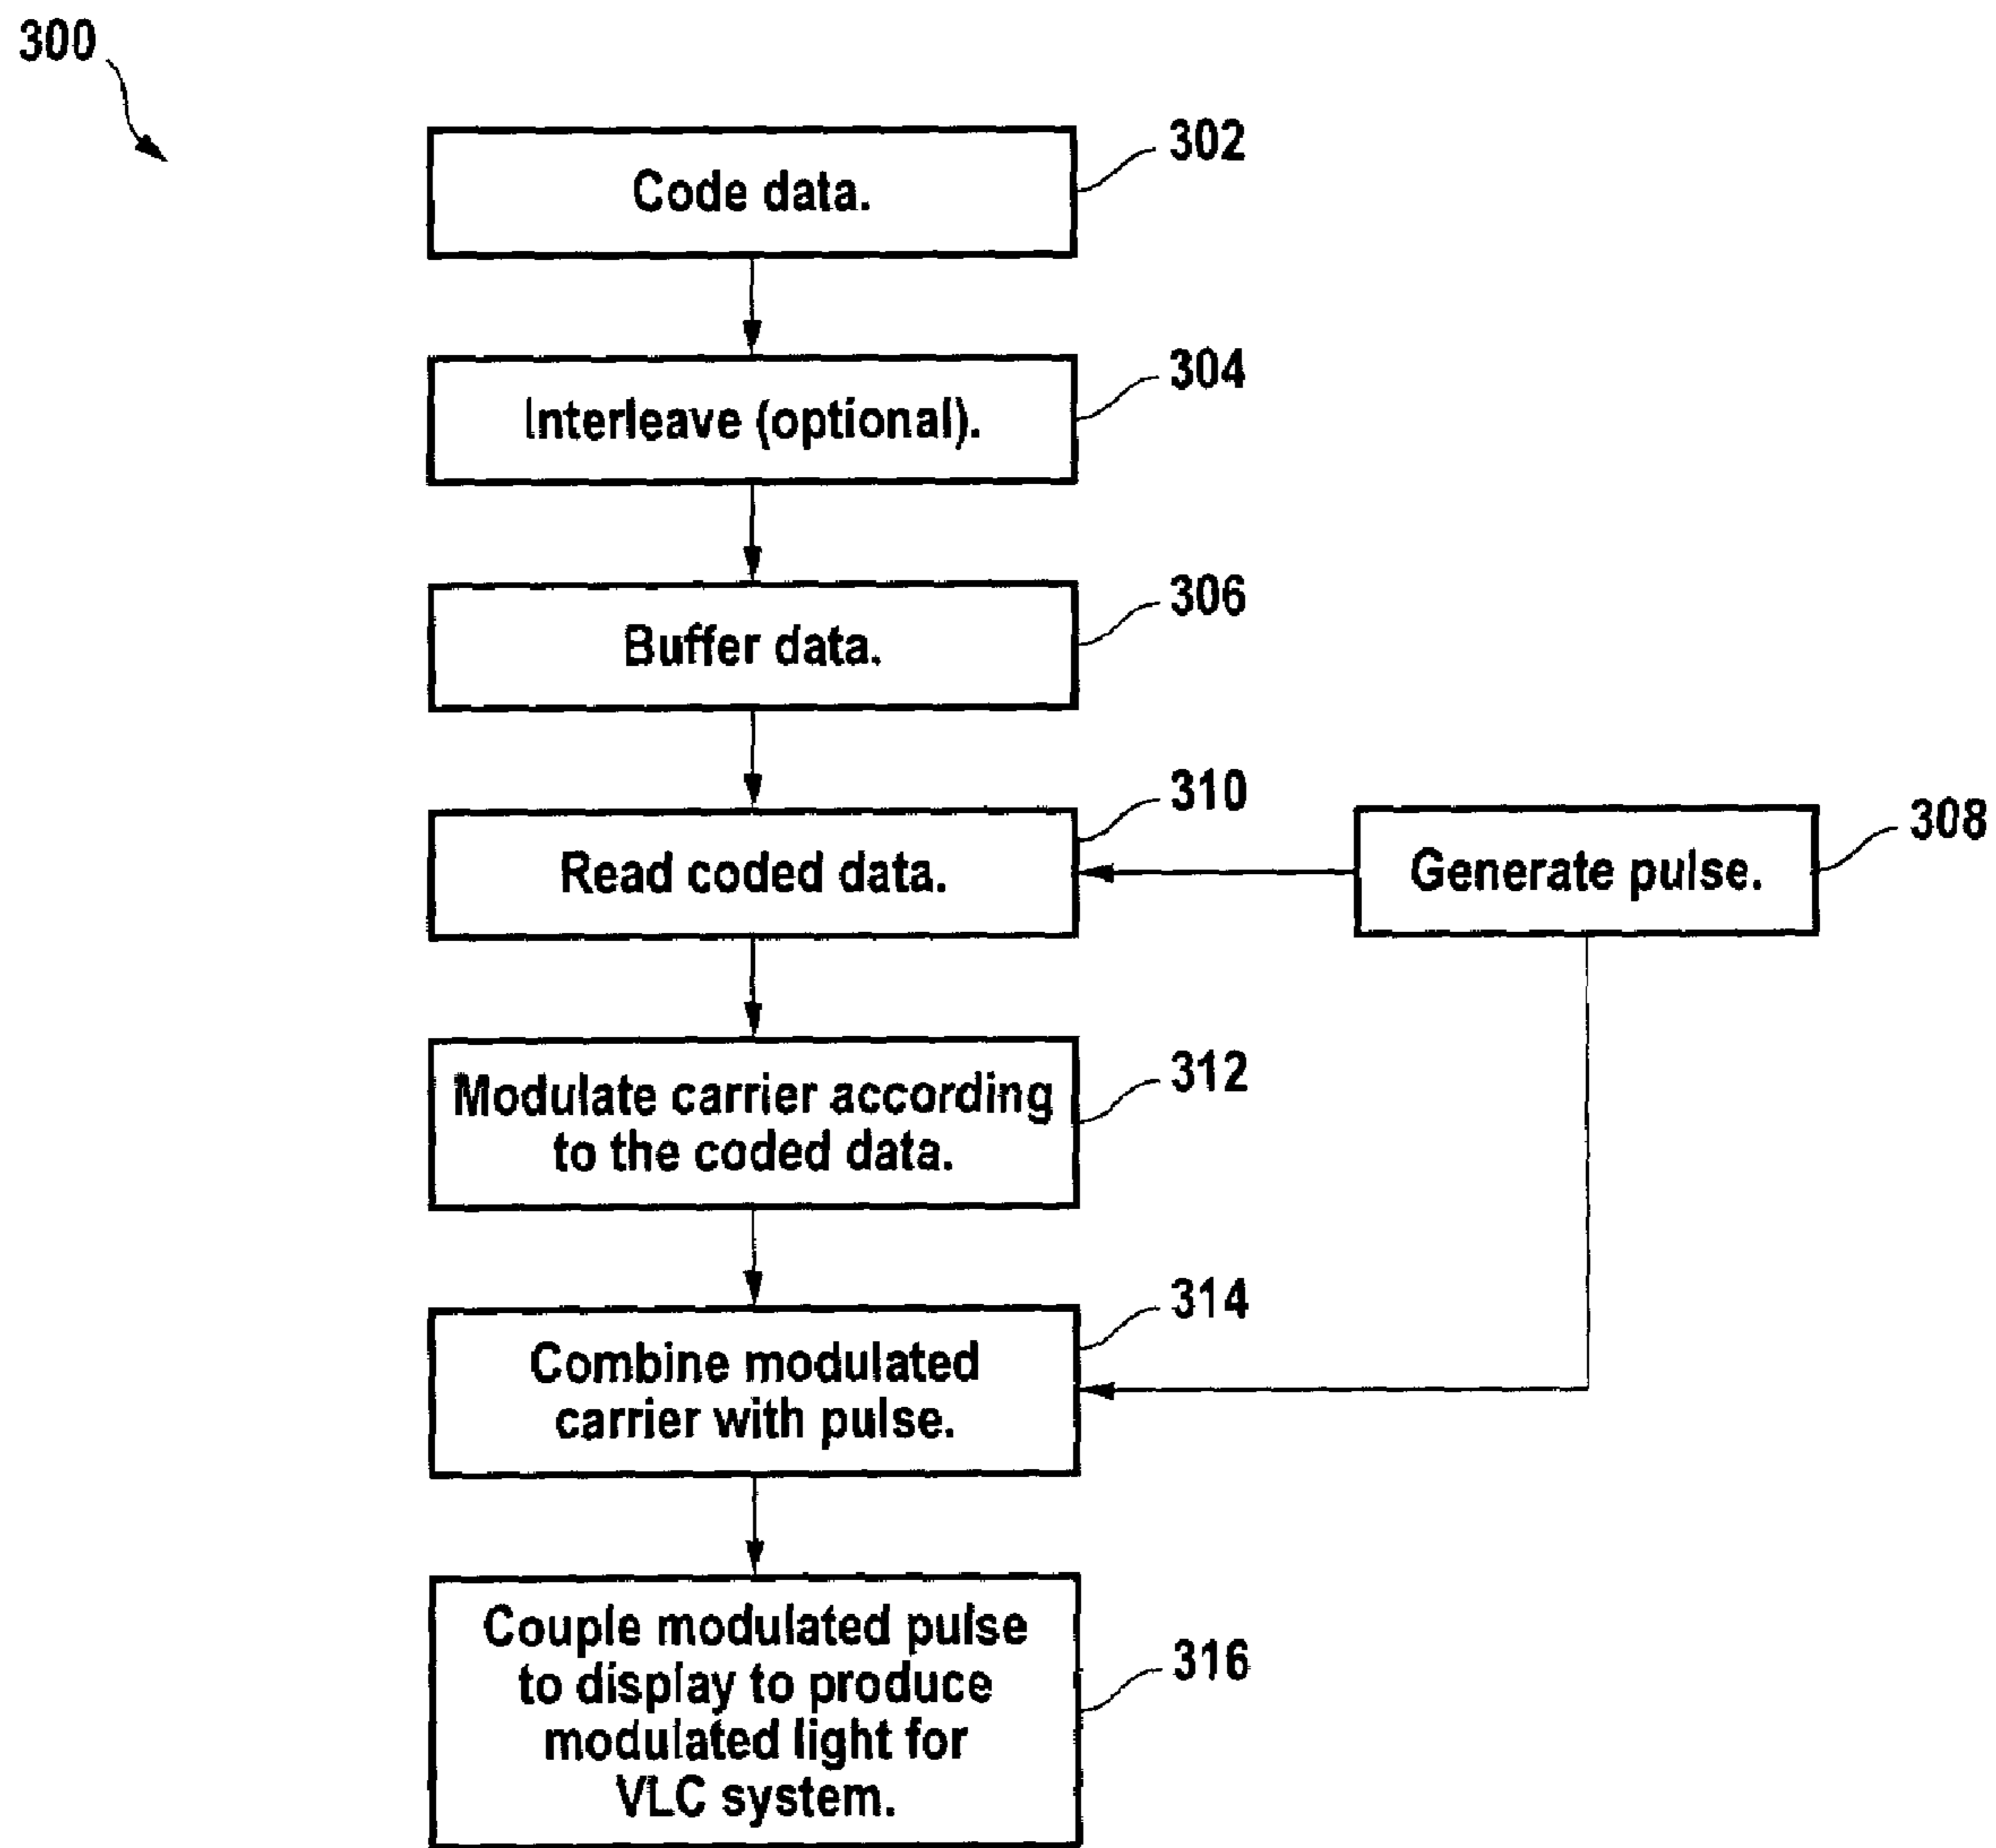 300
302
Code data.
304
Interleave (optional).
306
Buffer data.
310
308
Read coded data.
Generate pulse.
312
Modulate carrier according
to the coded data.
314
Combine modulated
carrier with pulse.
316
Couple modulated pulse
to display to produce
modulated light for
VLC system.